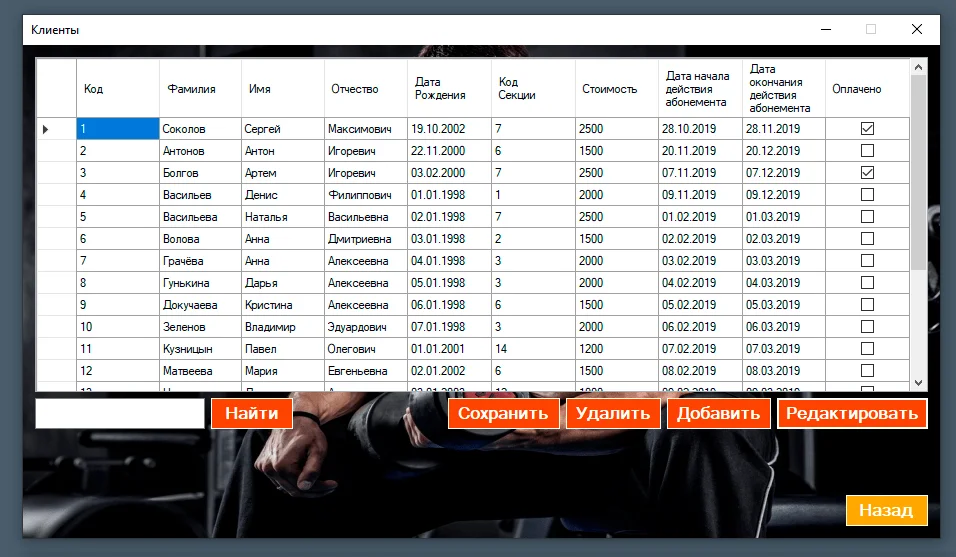 Клиенты
Код Фамилия Имя Отчество Дата Рождения Код Секции Стоимость Дата начала действия абонемента Дата окончания действия абонемента Оплачено
1 Соколов Сергей Максимович 19.10.2002 7 2500 28.10.2019 28.11.2019
2 Антонов Антон Игоревич 22.11.2000 6 1500 20.11.2019 20.12.2019
3 Болгов Артем Игоревич 03.02.2000 7 2500 07.11.2019 07.12.2019
4 Васильев Денис Филиппович 01.01.1998 1 2000 09.11.2019 09.12.2019
5 Васильева Наталья Васильевна 02.01.1998 7 2500 01.02.2019 01.03.2019
6 Волова Анна Дмитриевна 03.01.1998 2 1500 02.02.2019 02.03.2019
7 Грачёва Анна Алексеевна 04.01.1998 3 2000 03.02.2019 03.03.2019
8 Гунькина Дарья Алексеевна 05.01.1998 3 2000 04.02.2019 04.03.2019
9 Докучаева Кристина Алексеевна 06.01.1998 6 1500 05.02.2019 05.03.2019
10 Зеленов Владимир Эдуардович 07.01.1998 3 2000 06.02.2019 06.03.2019
11 Кузницын Павел Олегович 01.01.2001 14 1200 07.02.2019 07.03.2019
12 Матвеева Мария Евгеньевна 02.01.2002 6 1500 08.02.2019 08.03.2019
Найти Сохранить Удалить Добавить Редактировать
Назад